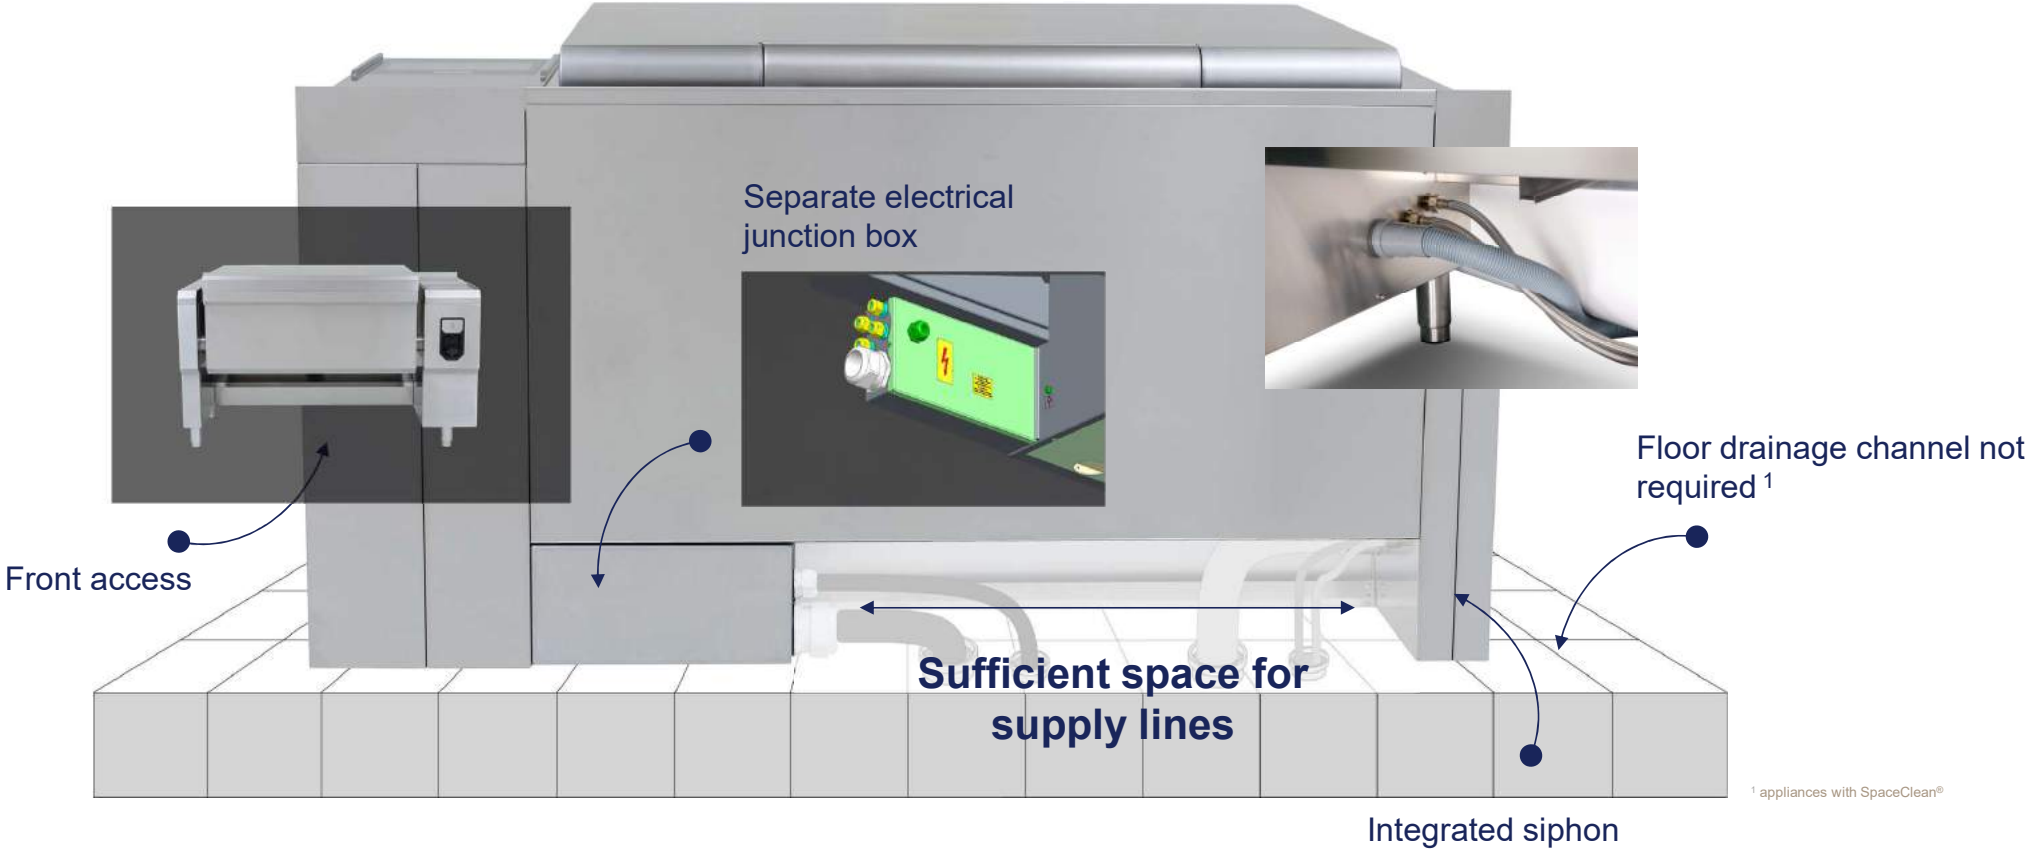 Separate electrical
junction box
Floor drainage channel not
required ¹
Front access
Sufficient space for
supply lines
¹ appliances with SpaceClean®
Integrated siphon